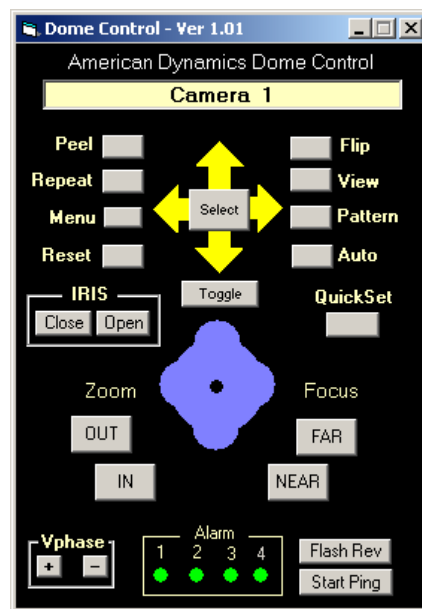 Dome Control - Ver 1.01
American Dynamics Dome Control
Camera 1
Peel
Flip
Repeat
View
Select
Menu
Pattern
Reset
Auto
IRIS
Toggle
QuickSet
Close Open
Zoom
Focus
OUT
FAR
IN
NEAR
Vphase
Alarm
1 2 3 4
Flash Rev
+ -
Start Ping